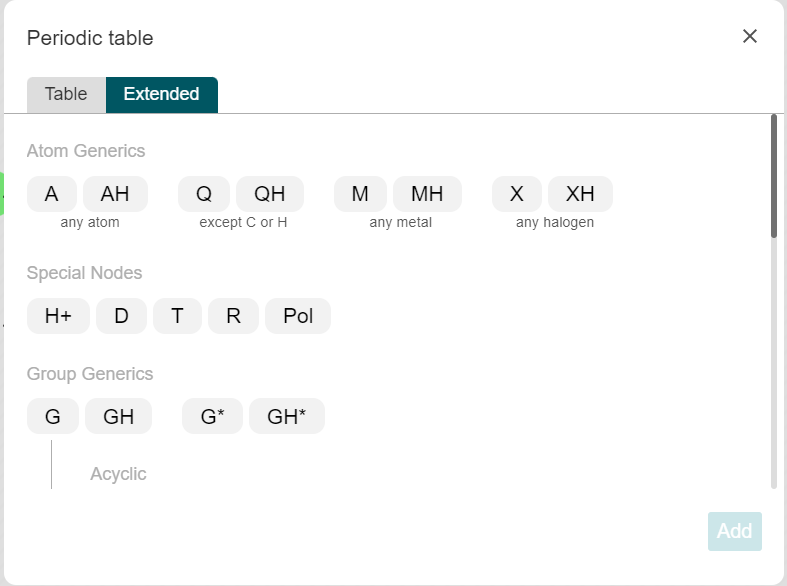 Periodic table
Table Extended
Atom Generics
A AH Q QH M MH X XH
any atom except C or H any metal any halogen
Special Nodes
H+ D T R Pol
Group Generics
G GH G* GH*
Acyclic
Add